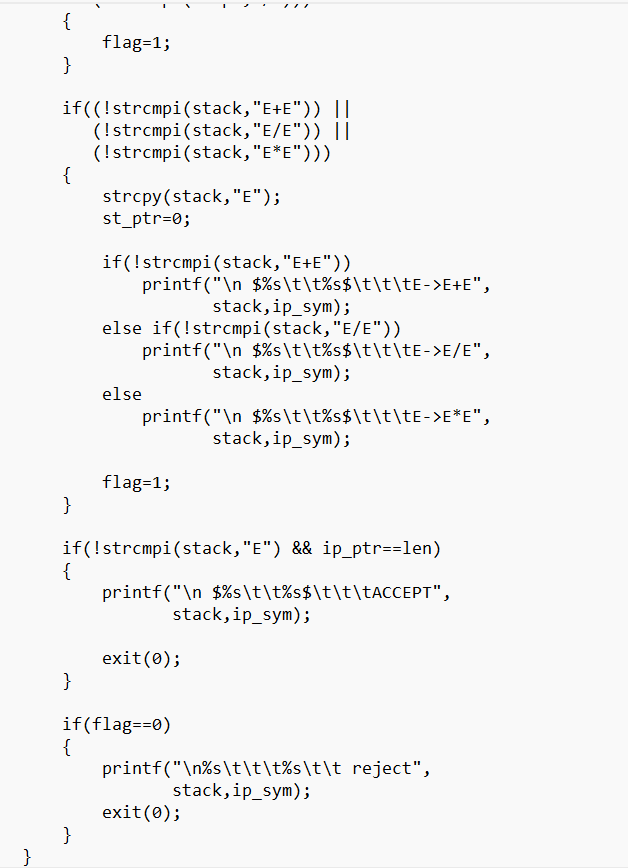 {
flag=1;
}
if((!strcmpi(stack,"E+E")) ||
(!strcmpi(stack,"E/E")) ||
(!strcmpi(stack,"E*E")))
{
strcpy(stack,"E");
st_ptr=0;
if(!strcmpi(stack,"E+E"))
printf("\n $%s\t\t%s$\t\t\tE->E+E",
stack,ip_sym);
else if(!strcmpi(stack,"E/E"))
printf("\n $%s\t\t%s$\t\t\tE->E/E",
stack,ip_sym);
else
printf("\n $%s\t\t%s$\t\t\tE->E*E",
stack,ip_sym);
flag=1;
}
if(!strcmpi(stack,"E") && ip_ptr==len)
{
printf("\n $%s\t\t%s$\t\t\tACCEPT",
stack,ip_sym);
exit(0);
}
if(flag==0)
{
printf("\n%s\t\t\t%s\t\t reject",
stack,ip_sym);
exit(0);
}
}